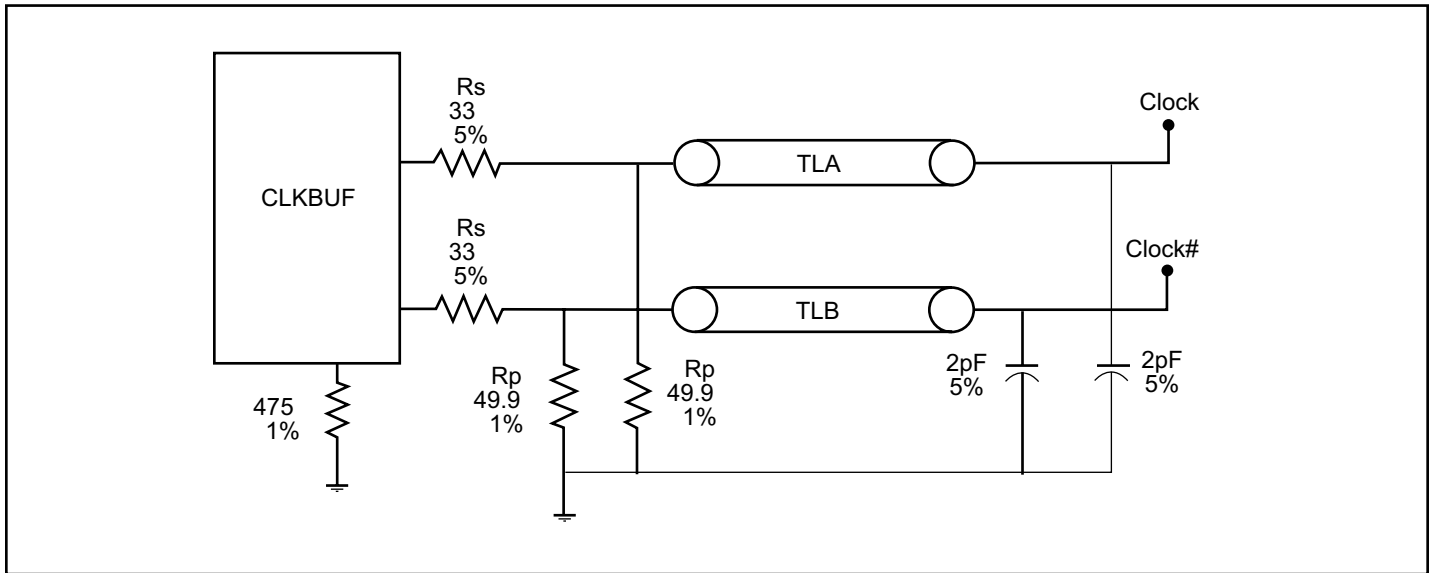 CLKBUF
Rs
33
5%
TLA
Clock
Rs
33
5%
TLB
Clock#
475
1%
Rp
49.9
1%
Rp
49.9
1%
2pF
5%
2pF
5%